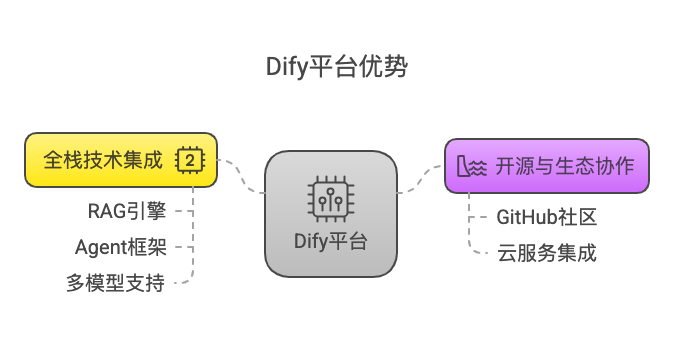 Dify平台优势
全栈技术集成 2
RAG引擎
Agent框架
多模型支持
Dify平台
开源与生态协作
GitHub社区
云服务集成